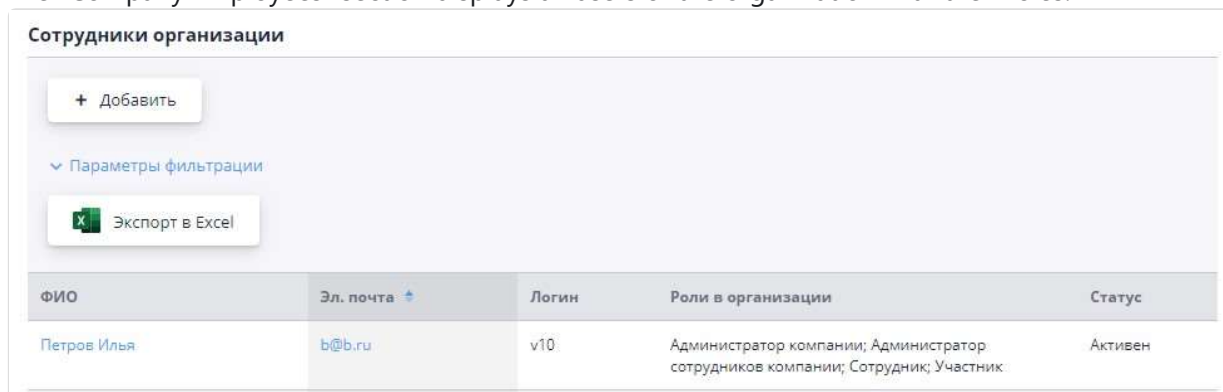 Сотрудники организации
+ Добавить
Параметры фильтрации
Экспорт в Excel
ФИО Эл. почта Логин Роли в организации Статус
Петров Илья b@b.ru v10 Администратор компании; Администратор Активен
сотрудников компании; Сотрудник; Участник